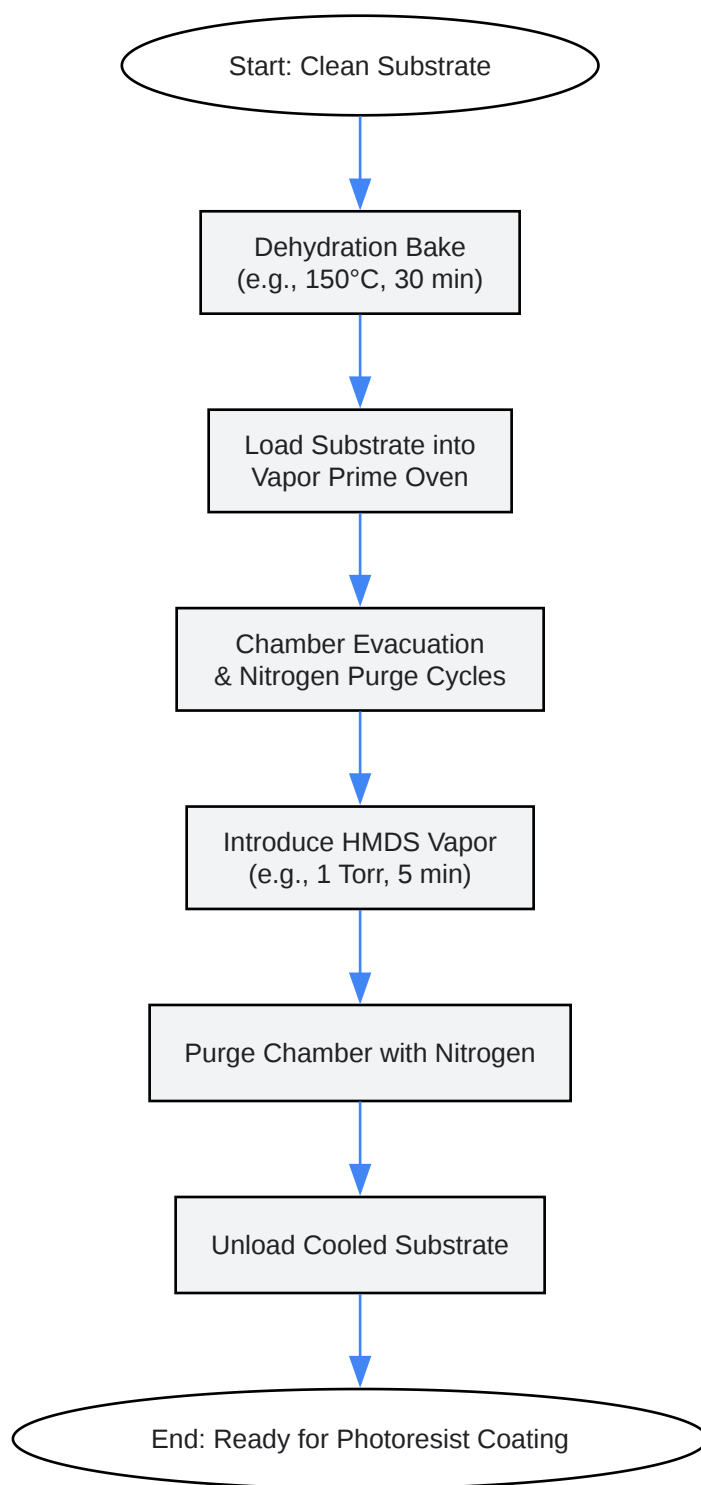 Start: Clean Substrate
Dehydration Bake
(e.g., 150°C, 30 min)
Load Substrate into
Vapor Prime Oven
Chamber Evacuation
& Nitrogen Purge Cycles
Introduce HMDS Vapor
(e.g., 1 Torr, 5 min)
Purge Chamber with Nitrogen
Unload Cooled Substrate
End: Ready for Photoresist Coating